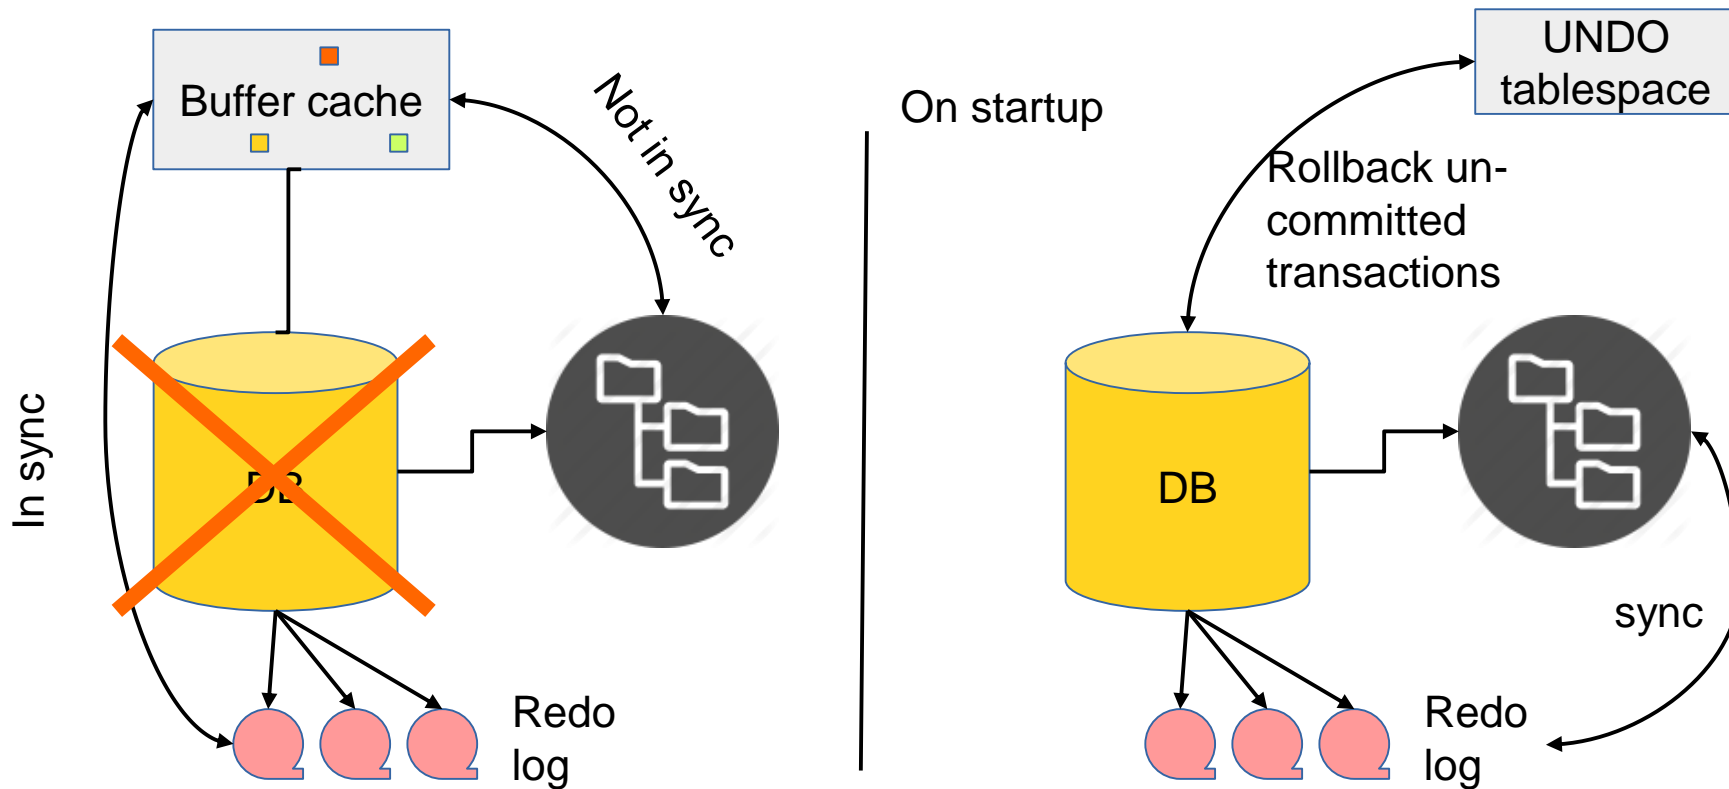 Buffer cache
Not in sync
In sync
DB
Redo
log
On startup
UNDO
tablespace
Rollback un-
committed
transactions
DB
sync
Redo
log